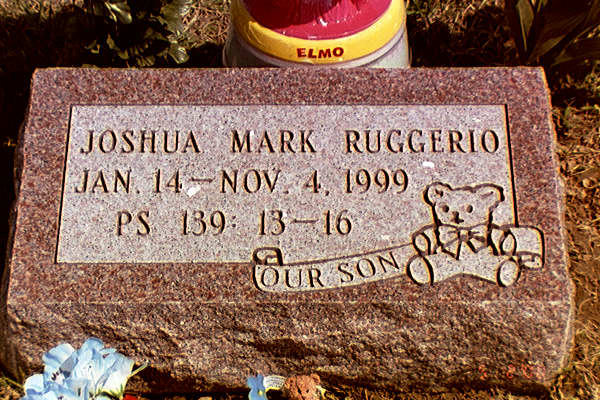 ELMO
JOSHUA MARK RUGGERIO
JAN. 14 — NOV. 4, 1999
PS 139: 13 — 16
OUR SON